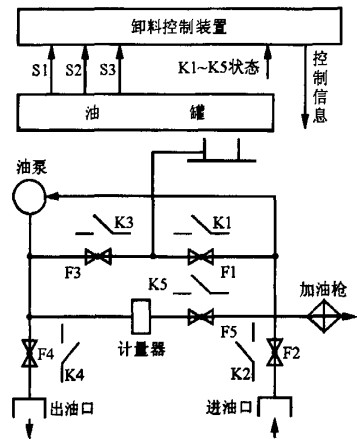 卸料控制装置
S1 S2 S3 K1~K5状态 控制信息
油 罐
油泵
K3 K1
F3 F1
K5 加油枪
F4 计量器 F5 F2
K4 K2
出油口 进油口